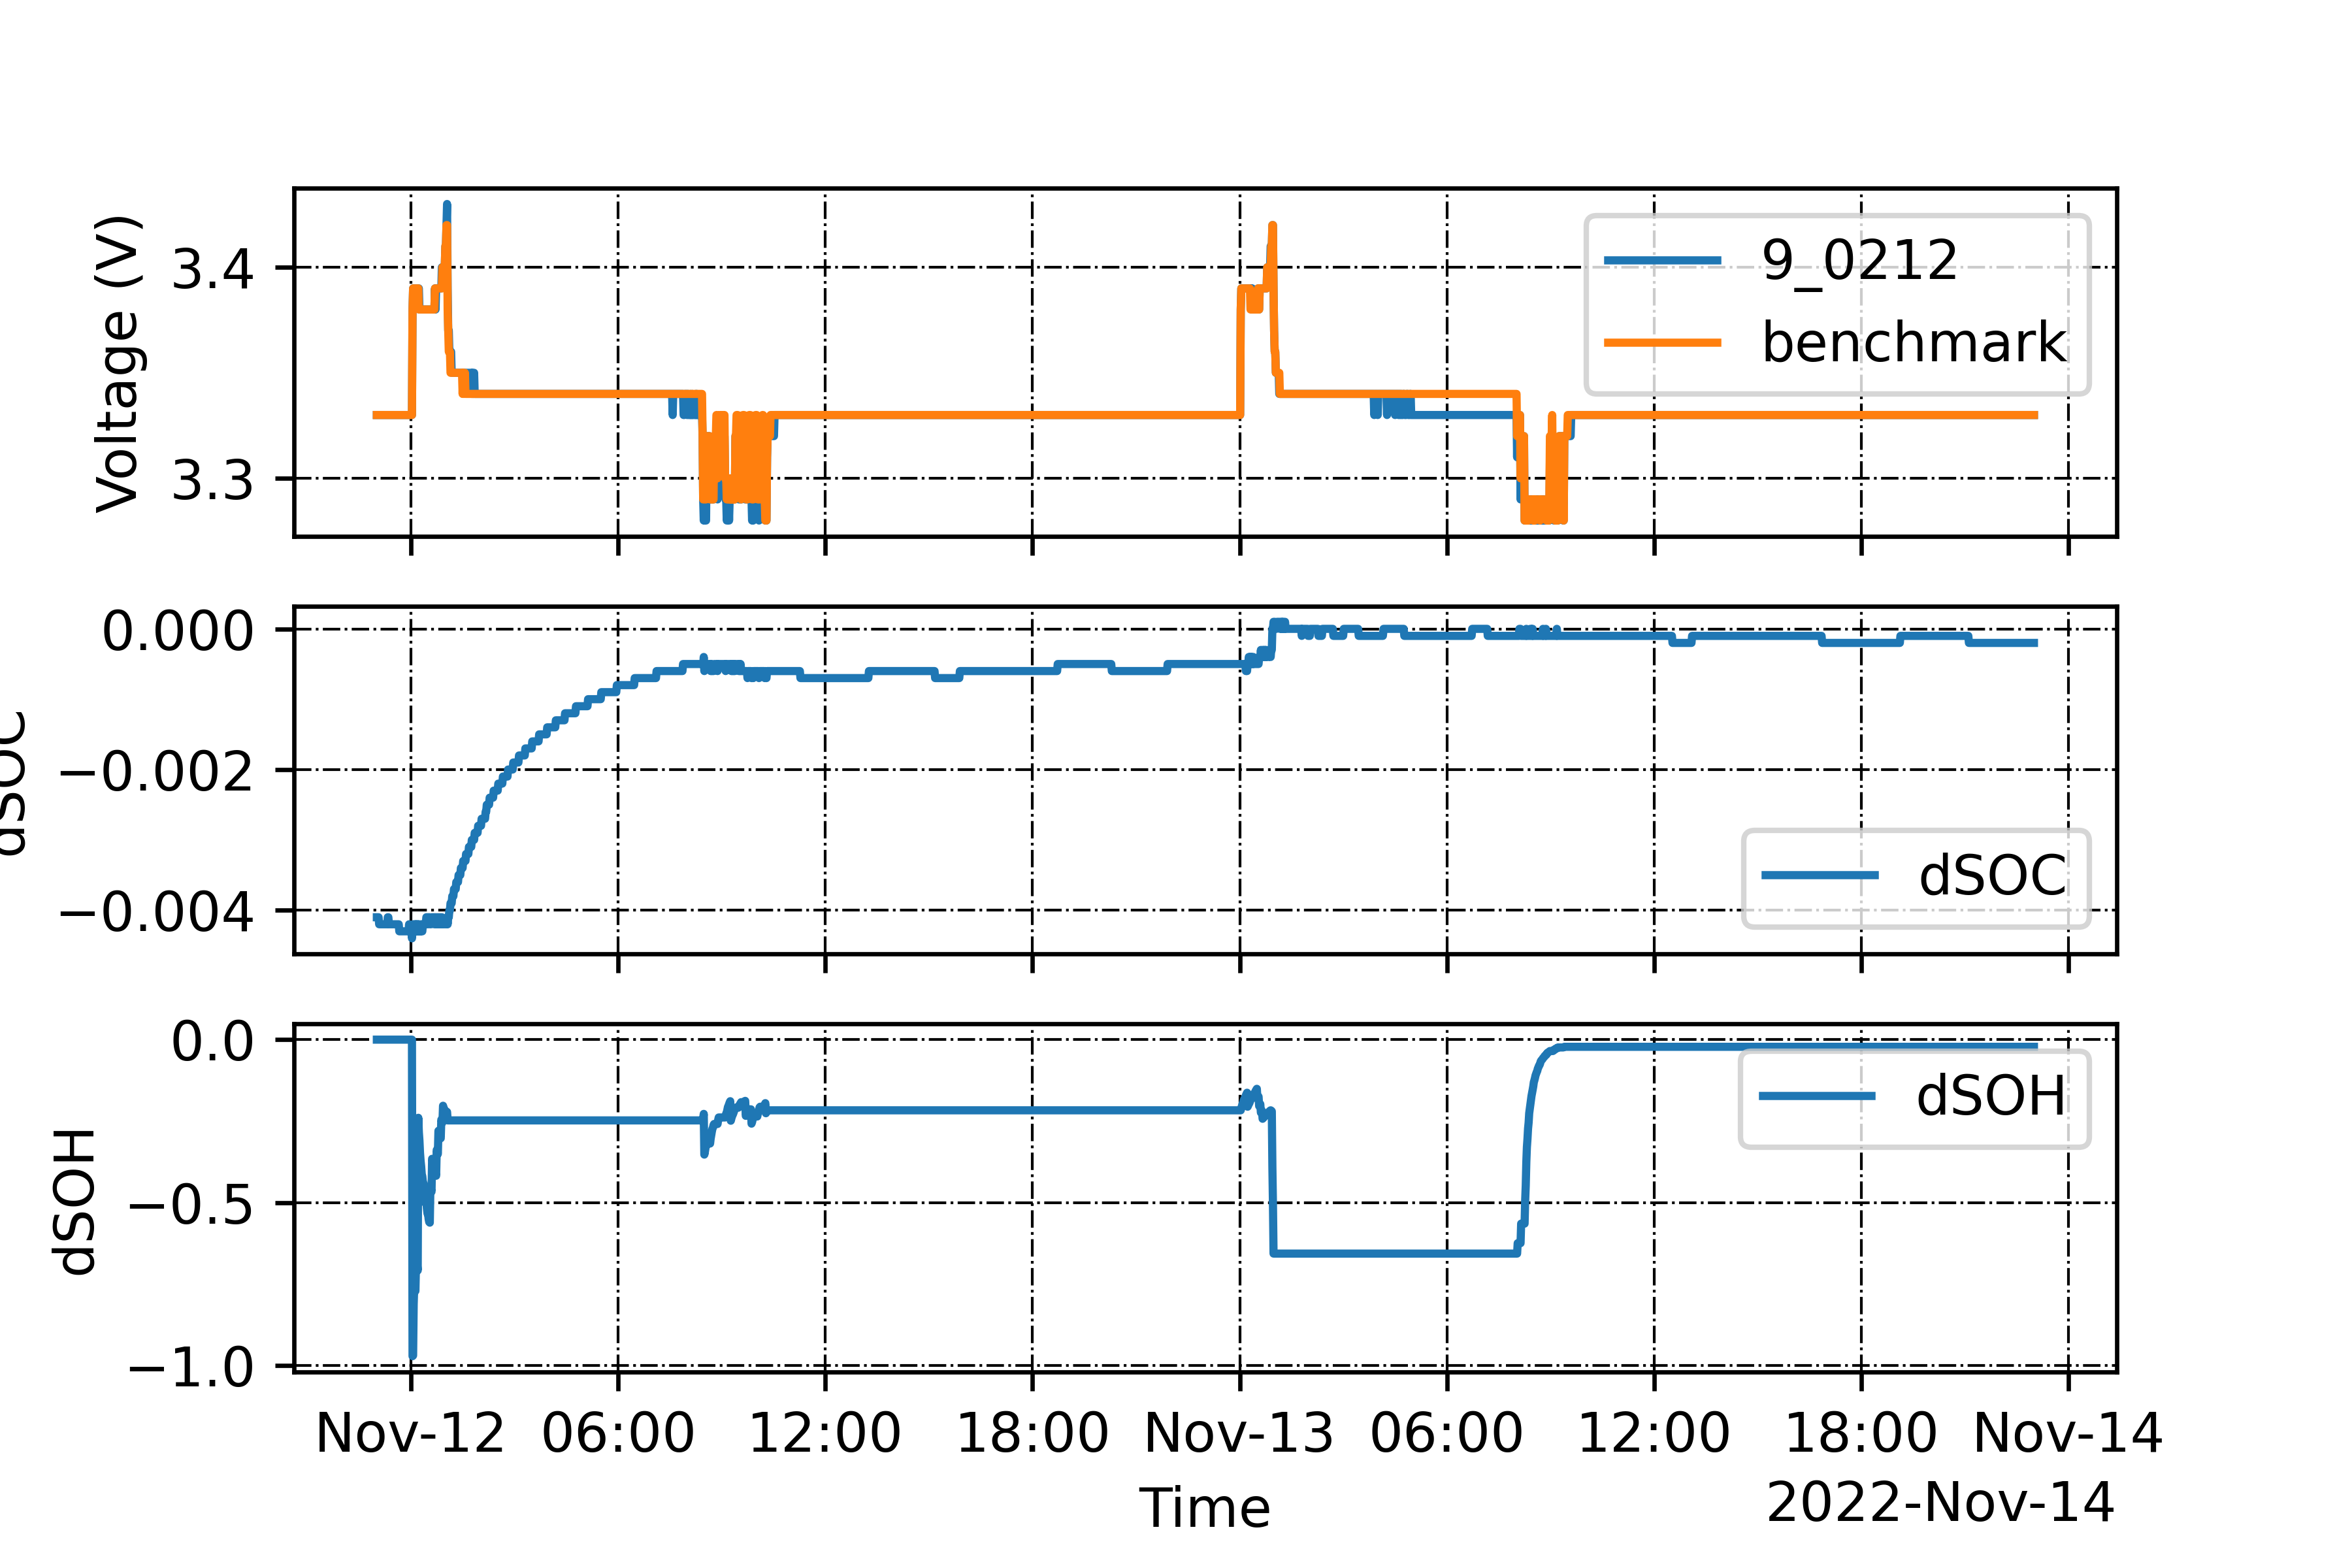 Voltage (V)
3.4
3.3
9_0212
benchmark
dSOC
0.000
−0.002
−0.004
dSOC
dSOH
0.0
−0.5
−1.0
dSOH
Nov-12 06:00 12:00 18:00 Nov-13 06:00 12:00 18:00 Nov-14
Time
2022-Nov-14